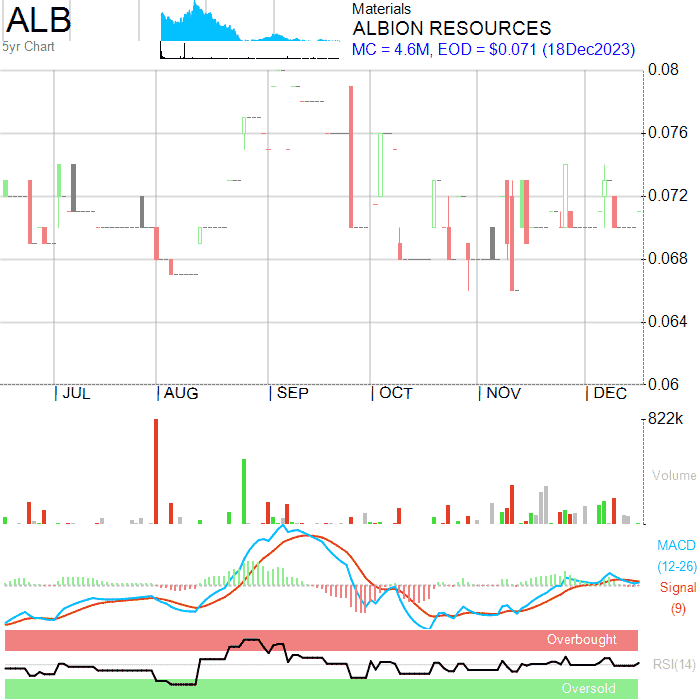 ALB
5yr Chart
Materials
ALBION RESOURCES
MC = 4.6M, EOD = $0.071 (18Dec2023)
0.08
0.076
0.072
0.068
0.064
0.06
JUL AUG SEP OCT NOV DEC
822k
Volume
MACD
(12-26)
Signal
(9)
Overbought
RSI(14)
Oversold